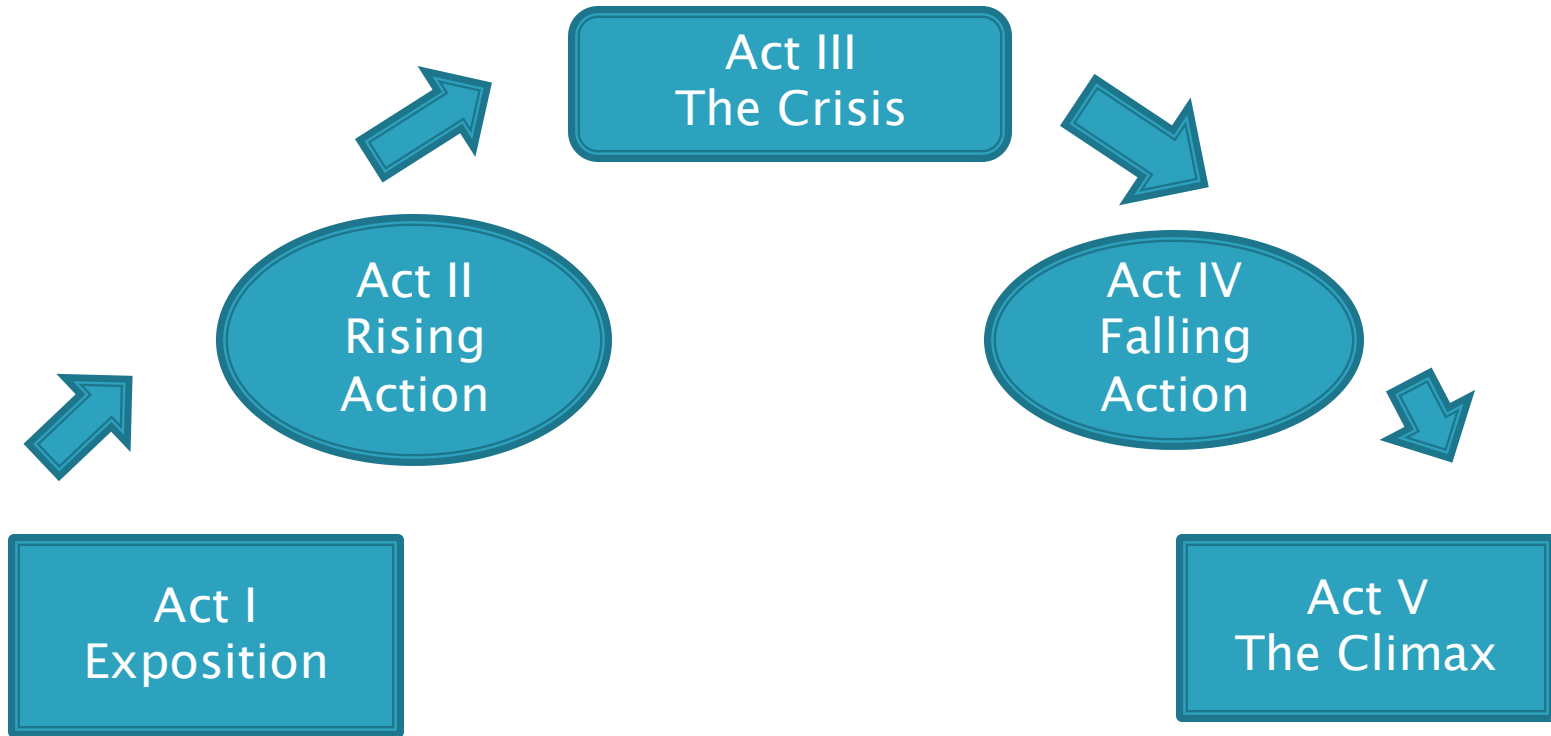 Act I
Exposition
Act II
Rising
Action
Act III
The Crisis
Act IV
Falling
Action
Act V
The Climax